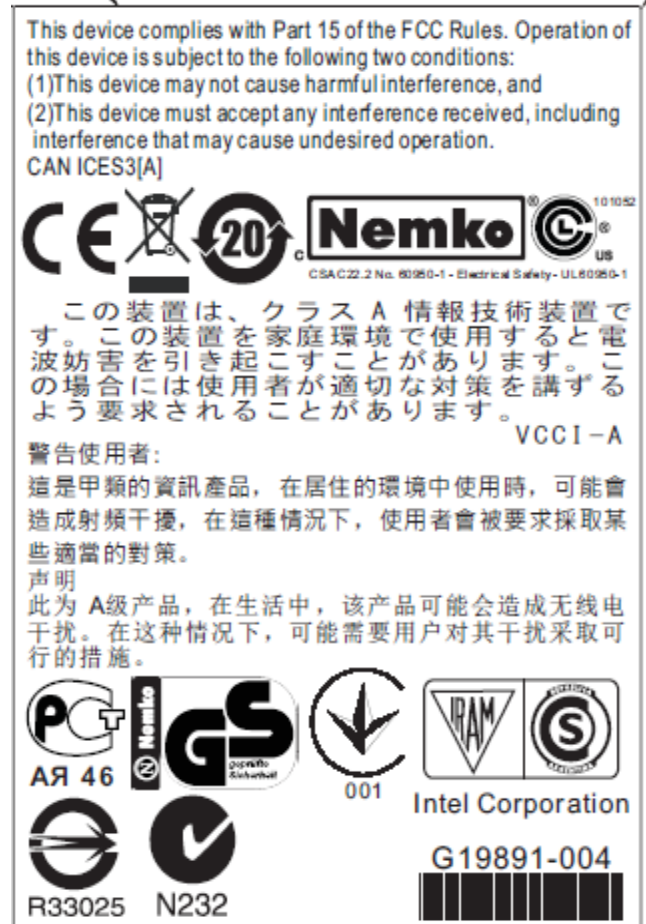 This device complies with Part 15 of the FCC Rules. Operation of
this device is subject to the following two conditions:
(1)This device may not cause harmful interference, and
(2)This device must accept any interference received, including
interference that may cause undesired operation.
CAN ICES3[A]
CE 20 C Nemko ® C L ® US 101052
CSAC22.2 No. 60950-1 - Electrical Safety - UL60950-1
この装置は、クラス A 情報技術装置で
す。この装置を家庭環境で使用すると電
波妨害を引き起こすことがあります。こ
の場合には使用者が適切な対策を講ずる
よう要求されることがあります。
VCCI-A
警告使用者:
這是甲類的資訊產品，在居住的環境中使用時，可能會
造成射頻干擾，在這種情況下，使用者會被要求採取某
些適當的對策。
声明
此为 A级产品，在生活中，该产品可能会造成无线电
干扰。在这种情况下，可能需要用户对其干扰采取可
行的措施。
PCT Nemko GS geprüfte Sicherheit IRAM S
АЯ 46
001
Intel Corporation
R33025 N232
G19891-004